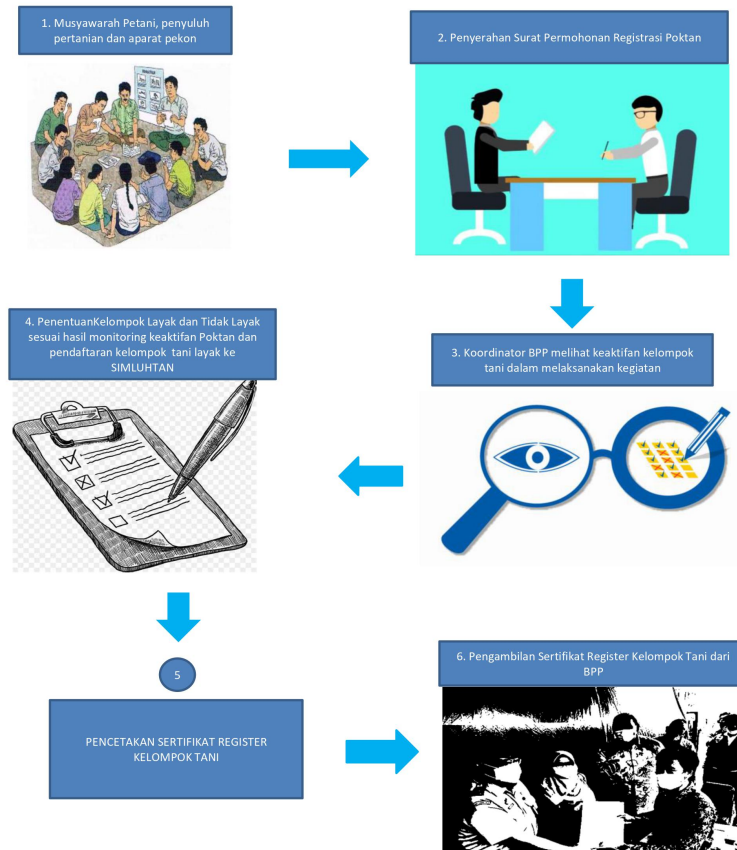 1. Musyawarah Petani, penyuluh
pertanian dan aparat pekon
2. Penyerahan Surat Permohonan Registrasi Poktan
3. Koordinator BPP melihat keaktifan kelompok
tani dalam melaksanakan kegiatan
4. PenentuanKelompok Layak dan Tidak Layak
sesuai hasil monitoring keaktifan Poktan dan
pendaftaran kelompok tani layak ke
SIMLUHTAN
5
PENCETAKAN SERTIFIKAT REGISTER
KELOMPOK TANI
6. Pengambilan Sertifikat Register Kelompok Tani dari
BPP